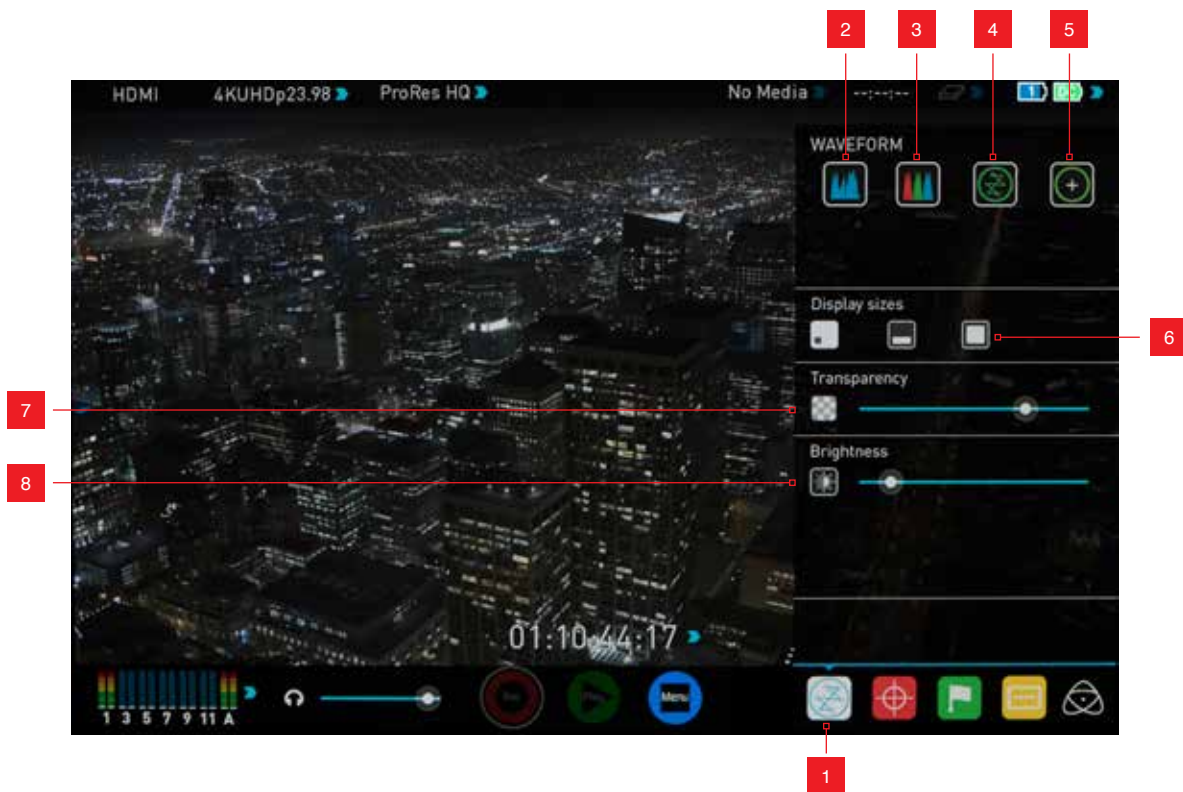 2 3 4 5
HDMI 4KUHDp23.98 ProRes HQ No Media --:--:-- 1
WAVEFORM
Display sizes
6
Transparency
7
Brightness
8
01:10:44:17
Menu
1 3 5 7 9 11 A
1